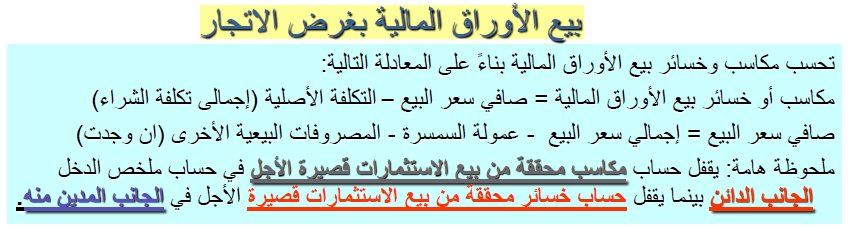 بيع الأوراق المالية بغرض الاتجار
تحسب مكاسب وخسائر بيع الأوراق المالية بناءً على المعادلة التالية:
مكاسب أو خسائر بيع الأوراق المالية = صافي سعر البيع – التكلفة الأصلية (إجمالى تكلفة الشراء)
صافي سعر البيع = إجمالي سعر البيع - عمولة السمسرة - المصروفات البيعية الأخرى (ان وجدت)
ملحوظة هامة: يقفل حساب مكاسب محققة من بيع الاستثمارات قصيرة الأجل في حساب ملخص الدخل
الجانب الدائن بينما يقفل حساب خسائر محققة من بيع الاستثمارات قصيرة الأجل في الجانب المدين منه.